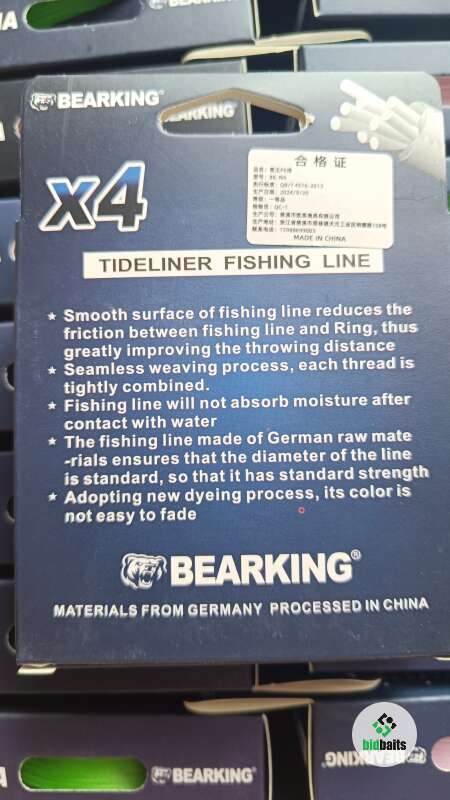 BEARKING®
BEARKING
X4
合格证
MADE IN CHINA
TIDELINER FISHING LINE
★ Smooth surface of fishing line reduces the
friction between fishing line and Ring, thus
greatly improving the throwing distance
★ Seamless weaving process, each thread is
tightly combined.
★ Fishing line will not absorb moisture after
contact with water
★ The fishing line made of German raw mate
-rials ensures that the diameter of the line
is standard, so that it has standard strength
★ Adopting new dyeing process, its color is
not easy to fade
BEARKING®
MATERIALS FROM GERMANY PROCESSED IN CHINA
BEARKING
BEARKING
bidbaits